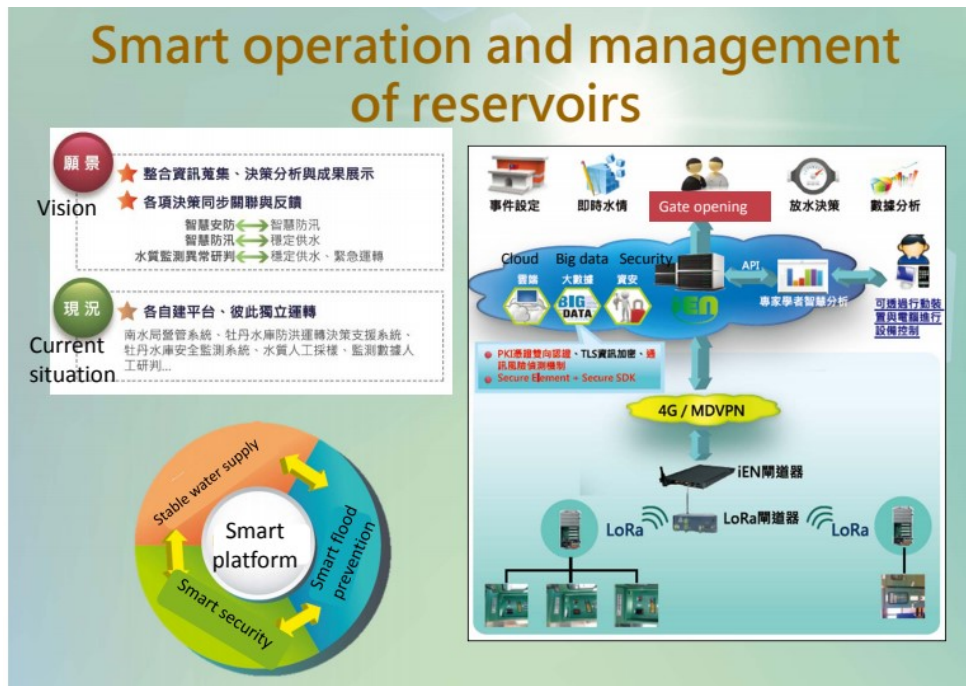 Smart operation and management
of reservoirs
願景
Vision
整合資訊蒐集、決策分析與成果展示
各項決策同步關聯與反饋
智慧安防 智慧防汛
智慧防汛 穩定供水
水質監測異常研判 穩定供水、緊急運轉
現況
Current
situation
各自建平台、彼此獨立運轉
南水局營管系統、牡丹水庫防洪運轉決策支援系統、
牡丹水庫安全監測系統、水質人工採樣、監測數據人
工研判...
Stable water supply
Smart flood
prevention
Smart security
Smart
platform
事件設定
即時水情
Gate opening
放水決策
數據分析
Cloud Big data Security
雲端
大數據
資安
BIG
DATA
iEN
API
專家學者智慧分析
可透過行動裝
置與電腦進行
設備控制
PKI憑證雙向認證、TLS資訊加密、通
訊風險偵測機制
Secure Element + Secure SDK
4G / MDVPN
iEN閘道器
LoRa LoRa閘道器 LoRa